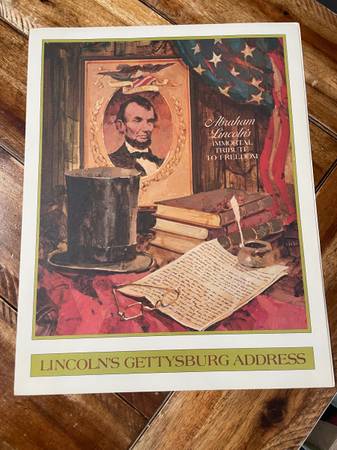 Abraham
Lincoln's
IMMORTAL
TRIBUTE
TO FREEDOM
LINCOLN'S GETTYSBURG ADDRESS